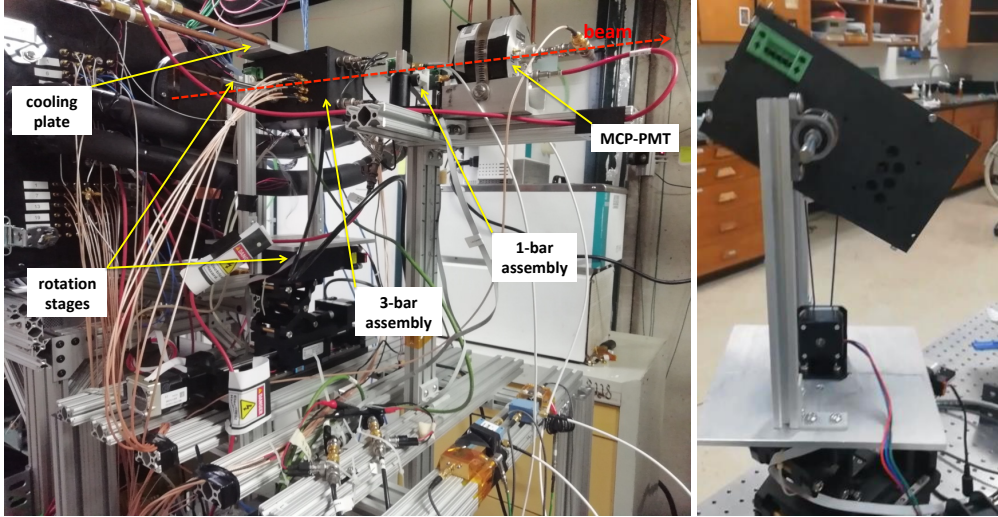 beam
cooling
plate
MCP-PMT
1-bar
assembly
rotation
stages
3-bar
assembly